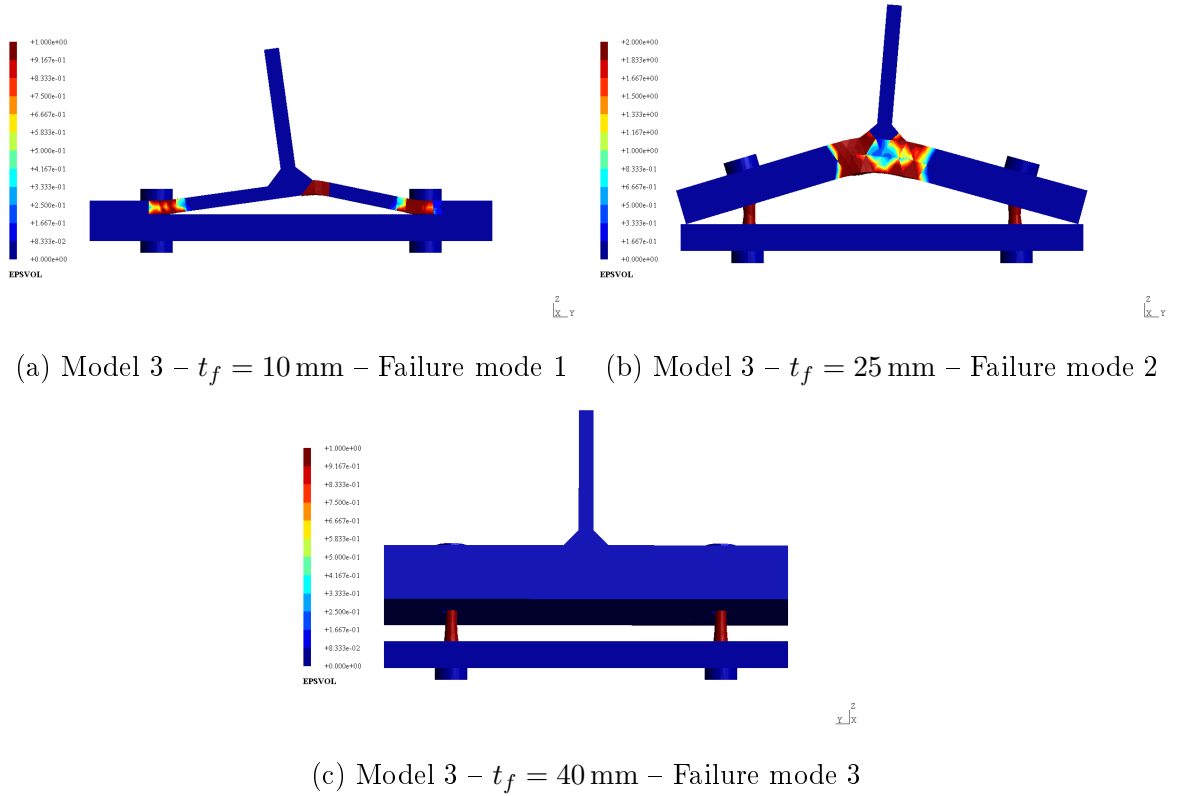 +1.000e+00
+9.167e-01
+8.333e-01
+7.500e-01
+6.667e-01
+5.833e-01
+5.000e-01
+4.167e-01
+3.333e-01
+2.500e-01
+1.667e-01
+8.333e-02
+0.000e+00
EPSVOL
Z
X Y
+2.000e+00
+1.833e+00
+1.667e+00
+1.500e+00
+1.333e+00
+1.167e+00
+1.000e+00
+8.333e-01
+6.667e-01
+5.000e-01
+3.333e-01
+1.667e-01
+0.000e+00
EPSVOL
Z
X Y
(a) Model 3 – t_f = 10 mm – Failure mode 1
(b) Model 3 – t_f = 25 mm – Failure mode 2
+1.000e+00
+9.167e-01
+8.333e-01
+7.500e-01
+6.667e-01
+5.833e-01
+5.000e-01
+4.167e-01
+3.333e-01
+2.500e-01
+1.667e-01
+8.333e-02
+0.000e+00
EPSVOL
Z
Y X
(c) Model 3 – t_f = 40 mm – Failure mode 3